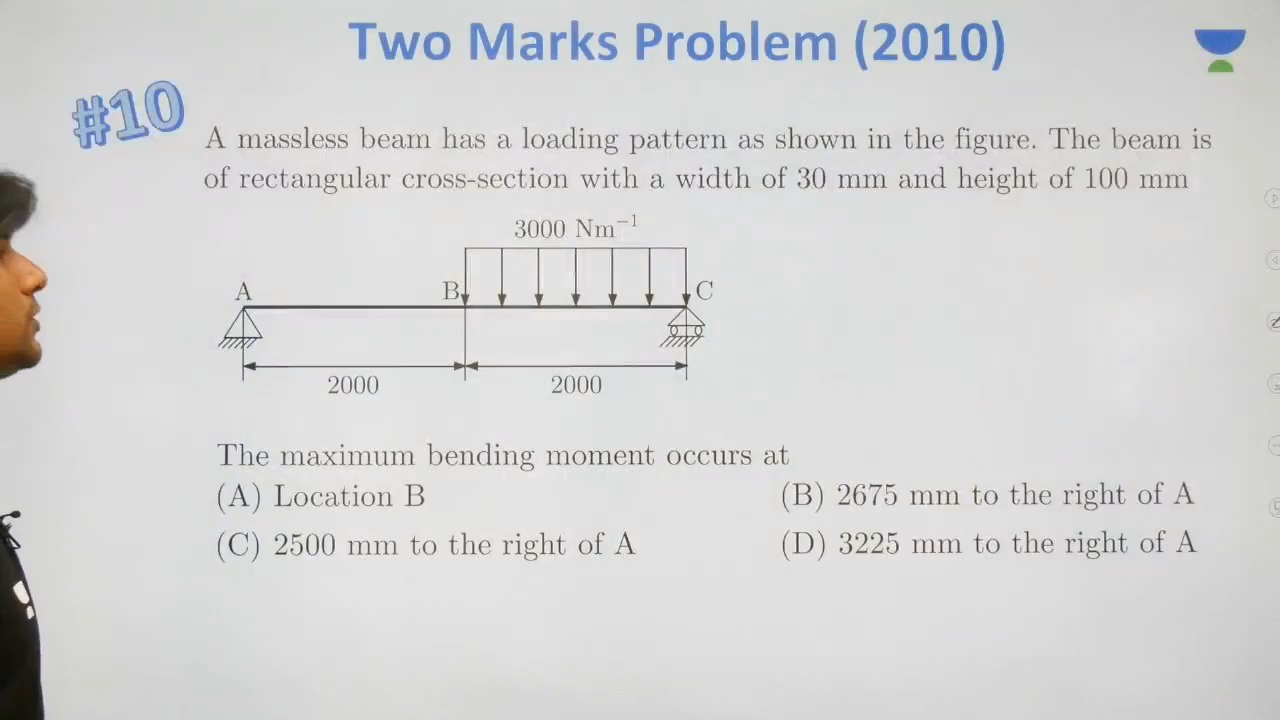 Two Marks Problem (2010)
#10
A massless beam has a loading pattern as shown in the figure. The beam is
of rectangular cross-section with a width of 30 mm and height of 100 mm
3000 Nm⁻¹
A
B
C
2000
2000
The maximum bending moment occurs at
(A) Location B
(B) 2675 mm to the right of A
(C) 2500 mm to the right of A
(D) 3225 mm to the right of A